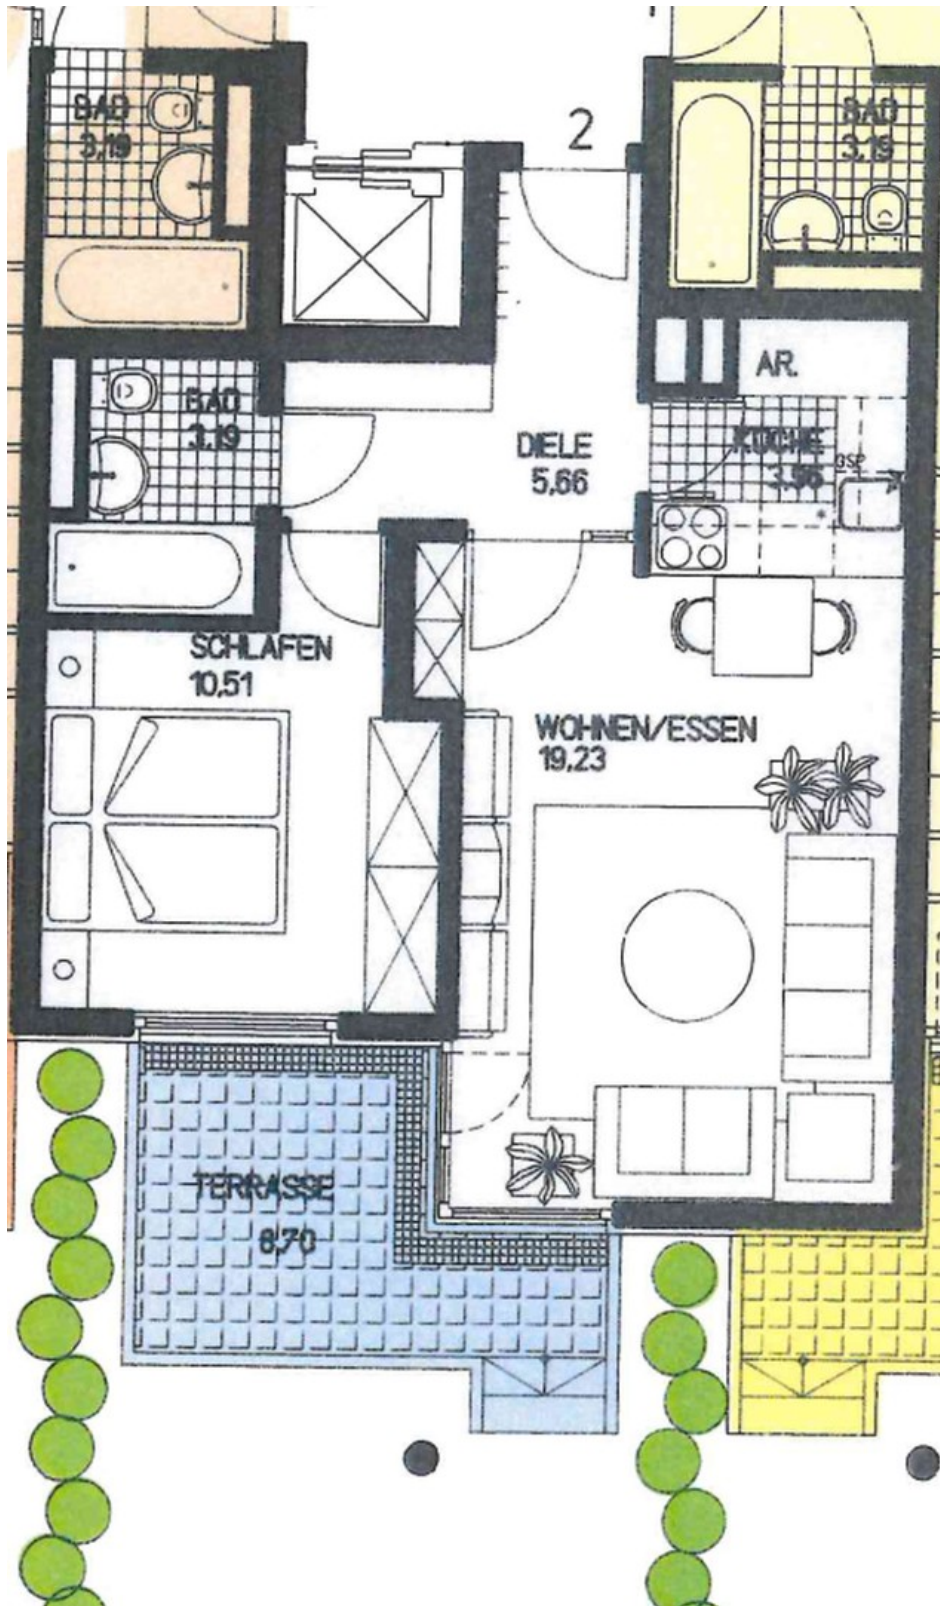 2
BAD
3,19
BAD
3,19
AR.
BAD
3,19
DIELE
5,66
KÜCHE
3,56
GSP
SCHLAFEN
10,51
WOHNEN/ESSEN
19,23
TERRASSE
8,70